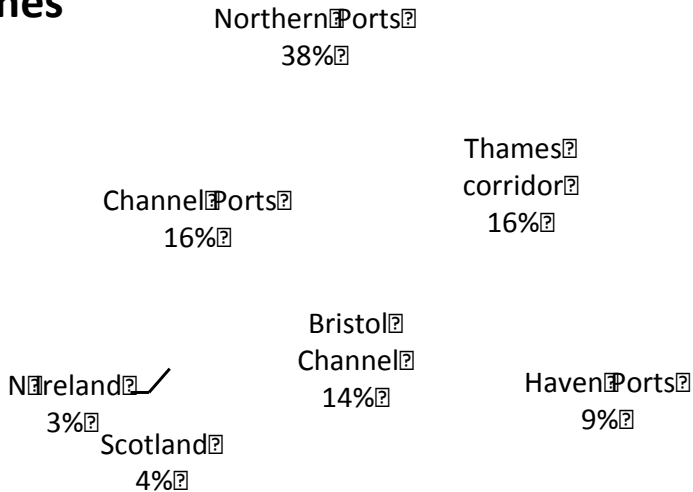 Northern Ports
38%
Thames
corridor
16%
Channel Ports
16%
Bristol
Channel
14%
N Ireland
3%
Haven Ports
9%
Scotland
4%